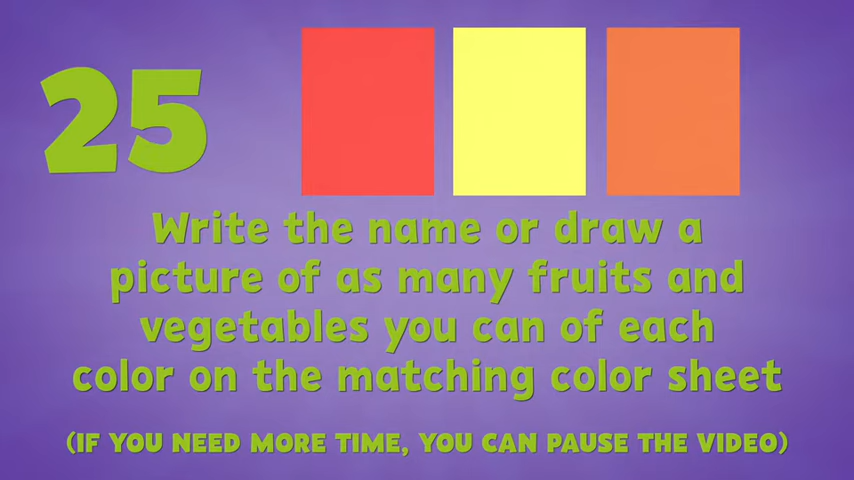 25
Write the name or draw a
picture of as many fruits and
vegetables you can of each
color on the matching color sheet
(IF YOU NEED MORE TIME, YOU CAN PAUSE THE VIDEO)